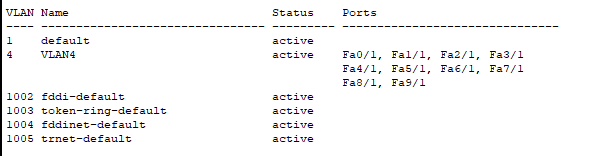 VLAN Name                             Status    Ports
---- -------------------------------- --------- -------------------------------
1    default                          active
4    VLAN4                            active    Fa0/1, Fa1/1, Fa2/1, Fa3/1
                                                Fa4/1, Fa5/1, Fa6/1, Fa7/1
                                                Fa8/1, Fa9/1
1002 fddi-default                     active
1003 token-ring-default               active
1004 fddinet-default                  active
1005 trnet-default                    active